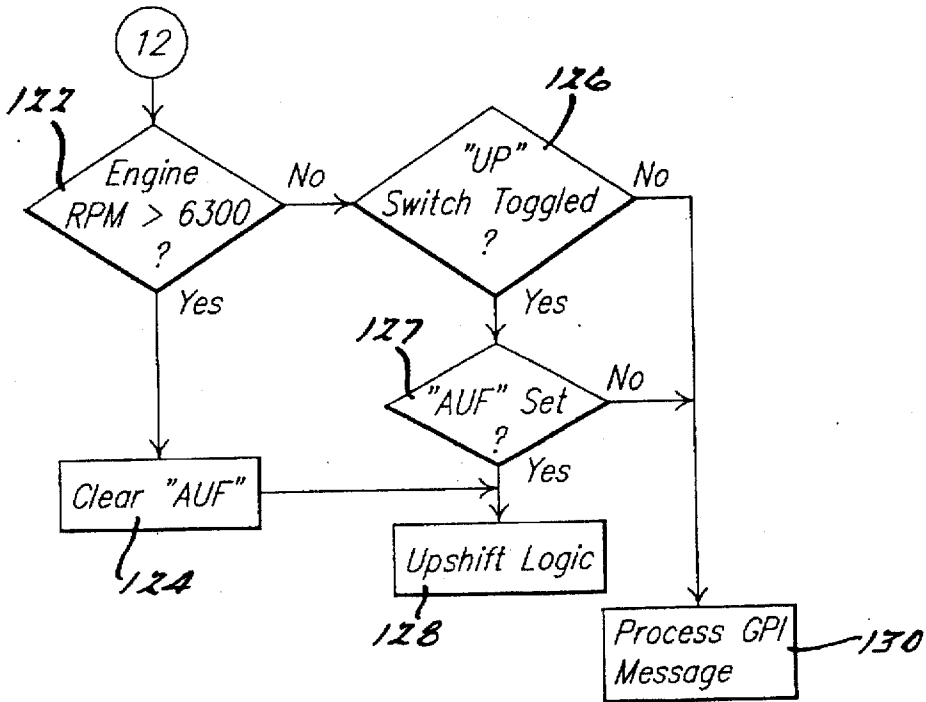 12
122
126
Engine
RPM > 6300
?
No
"UP"
Switch Toggled
?
No
Yes
Yes
127
"AUF" Set
?
No
Yes
Clear "AUF"
124
Upshift Logic
128
Process GPI
Message
130